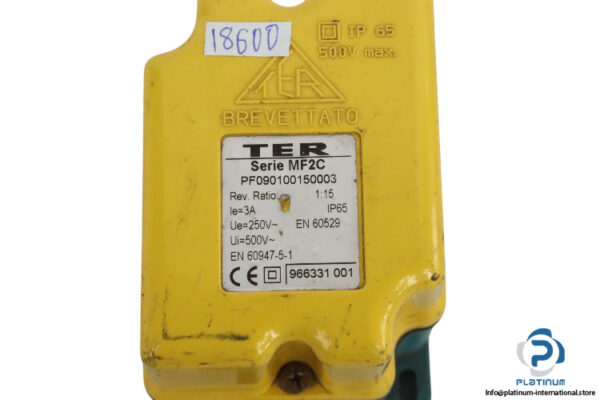 18600
IP 65
500V max.
TER
BREVETTATO
TER
Serie MF2C
PF090100150003
Rev. Ratio: 1:15
Ie=3A IP65
Ue=250V~ EN 60529
Ui=500V~
EN 60947-5-1
CE 966331 001
PLATINUM
INTERNATIONAL
Info@platinum-international.store